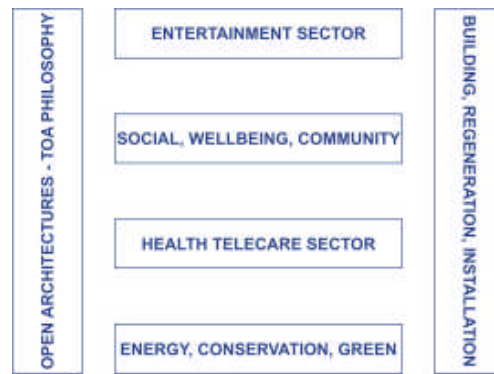 OPEN ARCHITECTURES - TOA PHILOSOPHY
ENTERTAINMENT SECTOR
SOCIAL, WELLBEING, COMMUNITY
HEALTH TELECARE SECTOR
ENERGY, CONSERVATION, GREEN
BUILDING, REGENERATION, INSTALLATION